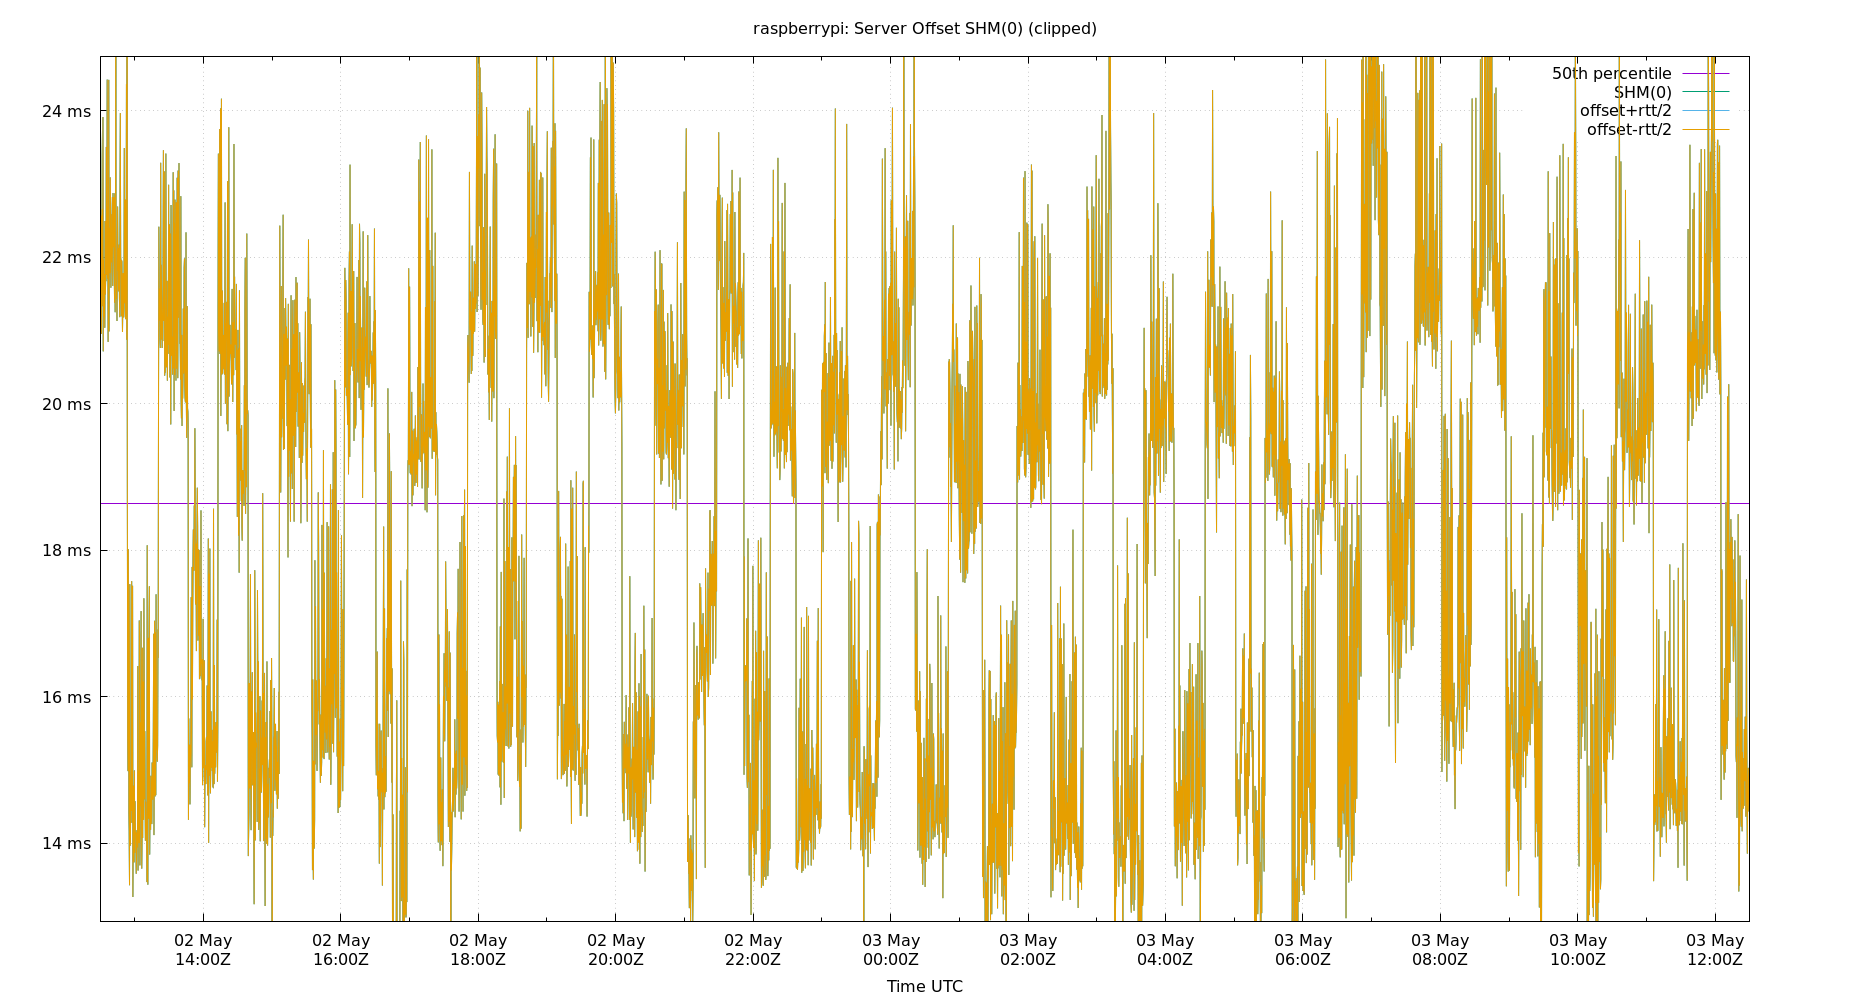 raspberrypi: Server Offset SHM(0) (clipped)
50th percentile
SHM(0)
offset+rtt/2
offset-rtt/2
24 ms
22 ms
20 ms
18 ms
16 ms
14 ms
02 May 02 May 02 May 02 May 02 May 03 May 03 May 03 May 03 May 03 May 03 May 03 May
14:00Z 16:00Z 18:00Z 20:00Z 22:00Z 00:00Z 02:00Z 04:00Z 06:00Z 08:00Z 10:00Z 12:00Z
Time UTC